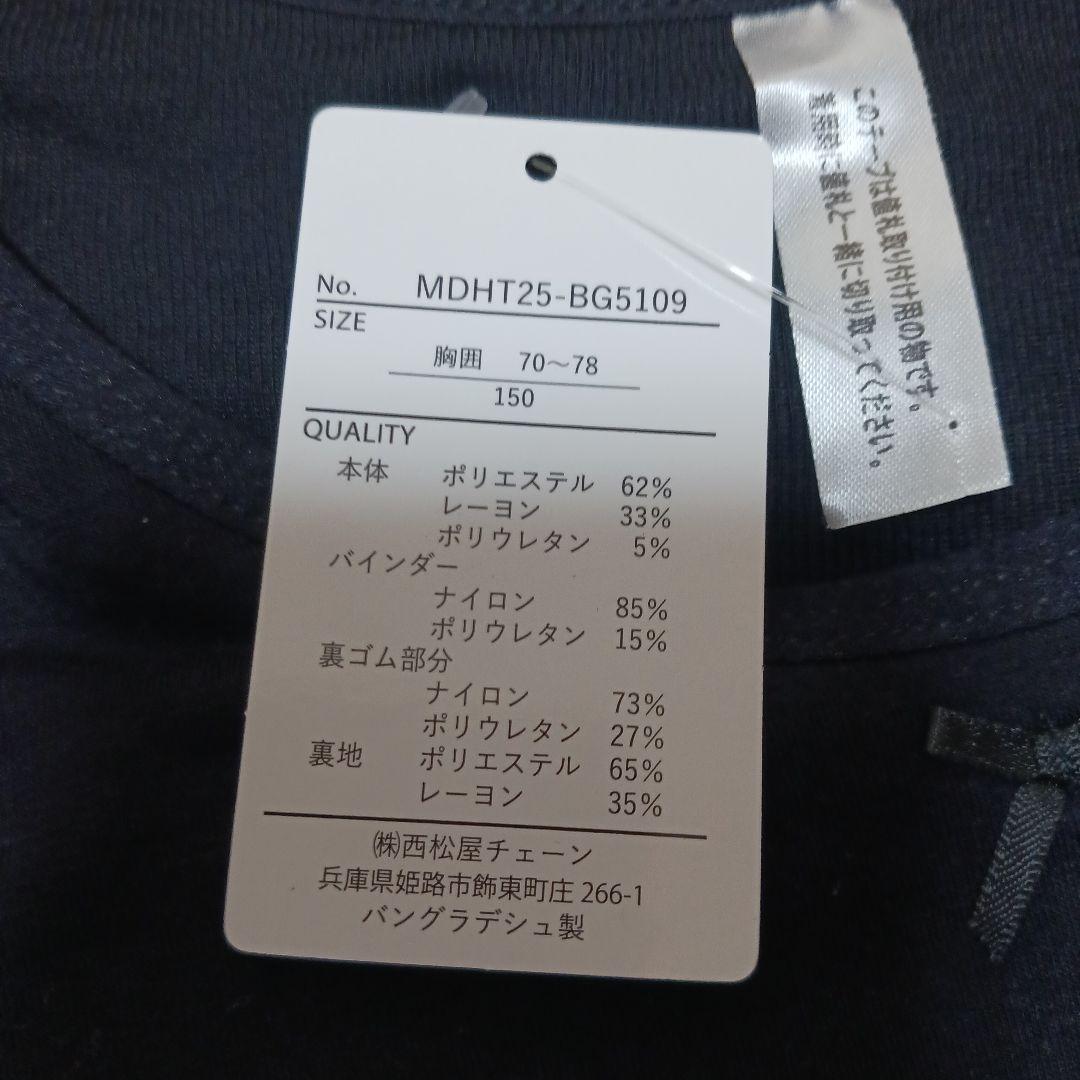 No. MDHT25-BG5109
SIZE
胸囲 70～78
150
QUALITY
本体 ポリエステル 62%
レーヨン 33%
ポリウレタン 5%
バインダー
ナイロン 85%
ポリウレタン 15%
裏ゴム部分
ナイロン 73%
ポリウレタン 27%
裏地 ポリエステル 65%
レーヨン 35%
㈱西松屋チェーン
兵庫県姫路市飾東町庄 266-1
バングラデシュ製
このテープは値札取り付け用の物です。
着用前に値札と一緒に切り取ってください。